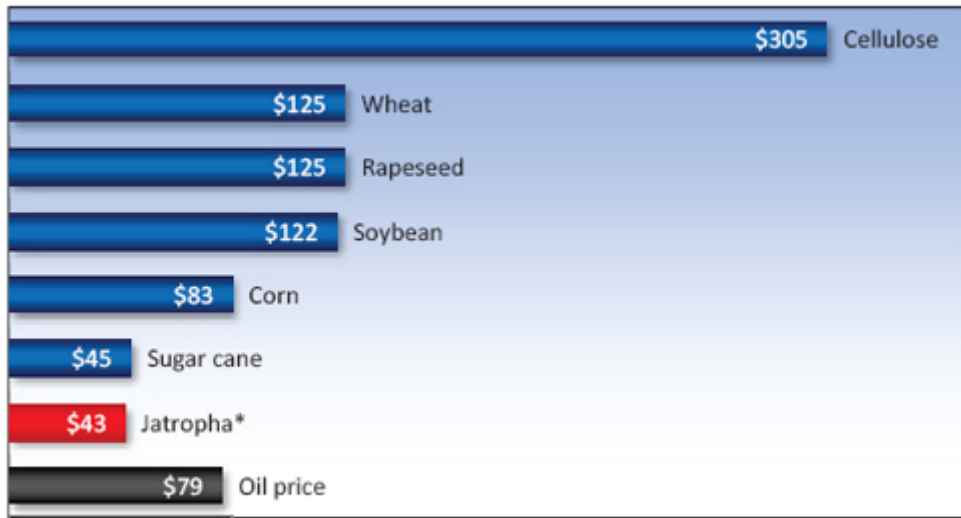 $305 Cellulose
$125 Wheat
$125 Rapeseed
$122 Soybean
$83 Corn
$45 Sugar cane
$43 Jatropha*
$79 Oil price